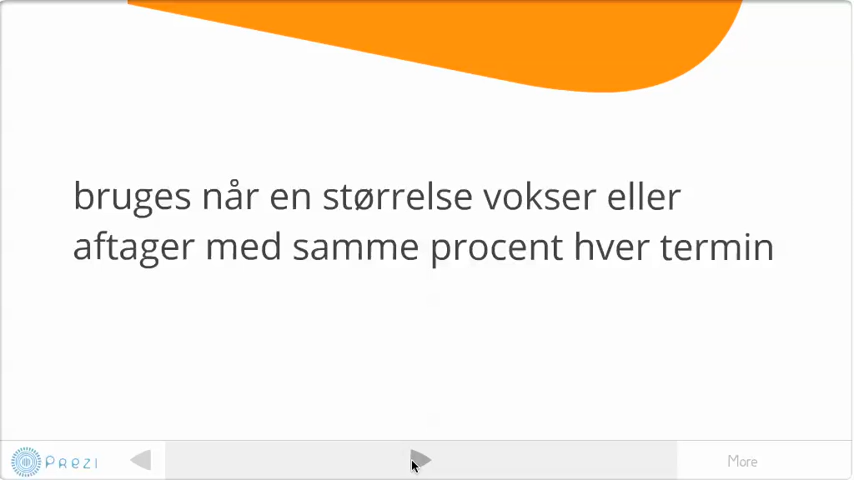 bruges når en størrelse vokser eller
aftager med samme procent hver termin
Prezi
More